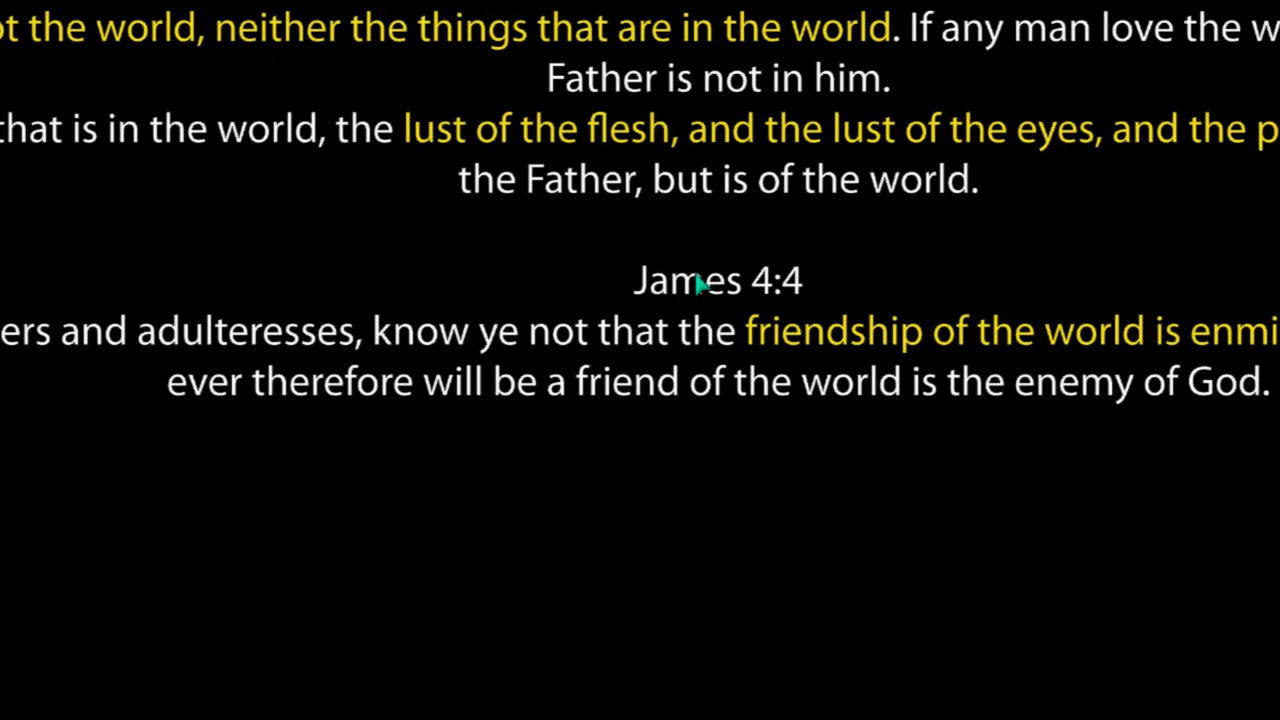 the world, neither the things that are in the world. If any man love the
Father is not in him.
that is in the world, the lust of the flesh, and the lust of the eyes, and the
the Father, but is of the world.
James 4:4
ers and adulteresses, know ye not that the friendship of the world is enmi
ever therefore will be a friend of the world is the enemy of God.